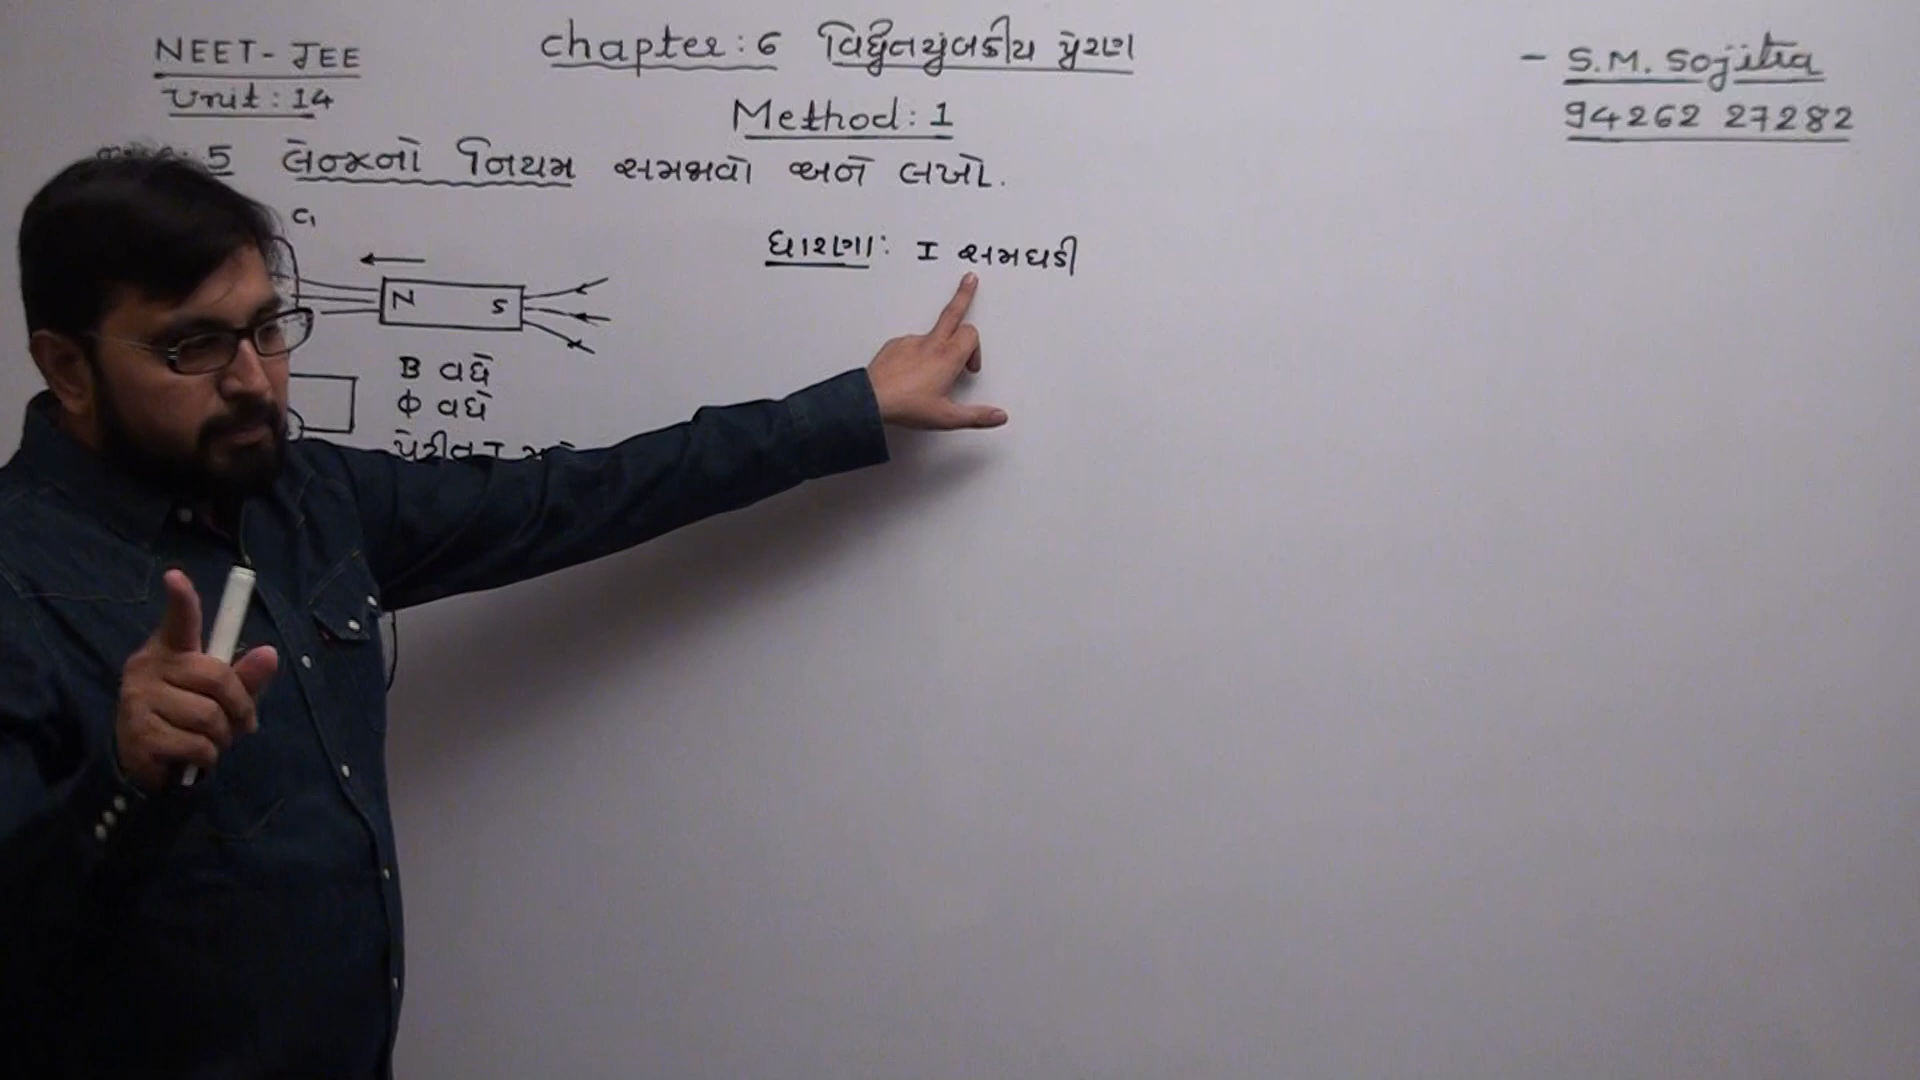 NEET - JEE
Unit : 14
Chapter : 6 વિદ્યુતચુંબકીય પ્રેરણ
Method : 1
- S.M. Sojitra
94262 27282
5 લેન્ઝનો નિયમ સમજાવો અને લખો.
C₁
N S
B વધે
ϕ વધે
પ્રેરીત I
ધારણા : I સમઘડી